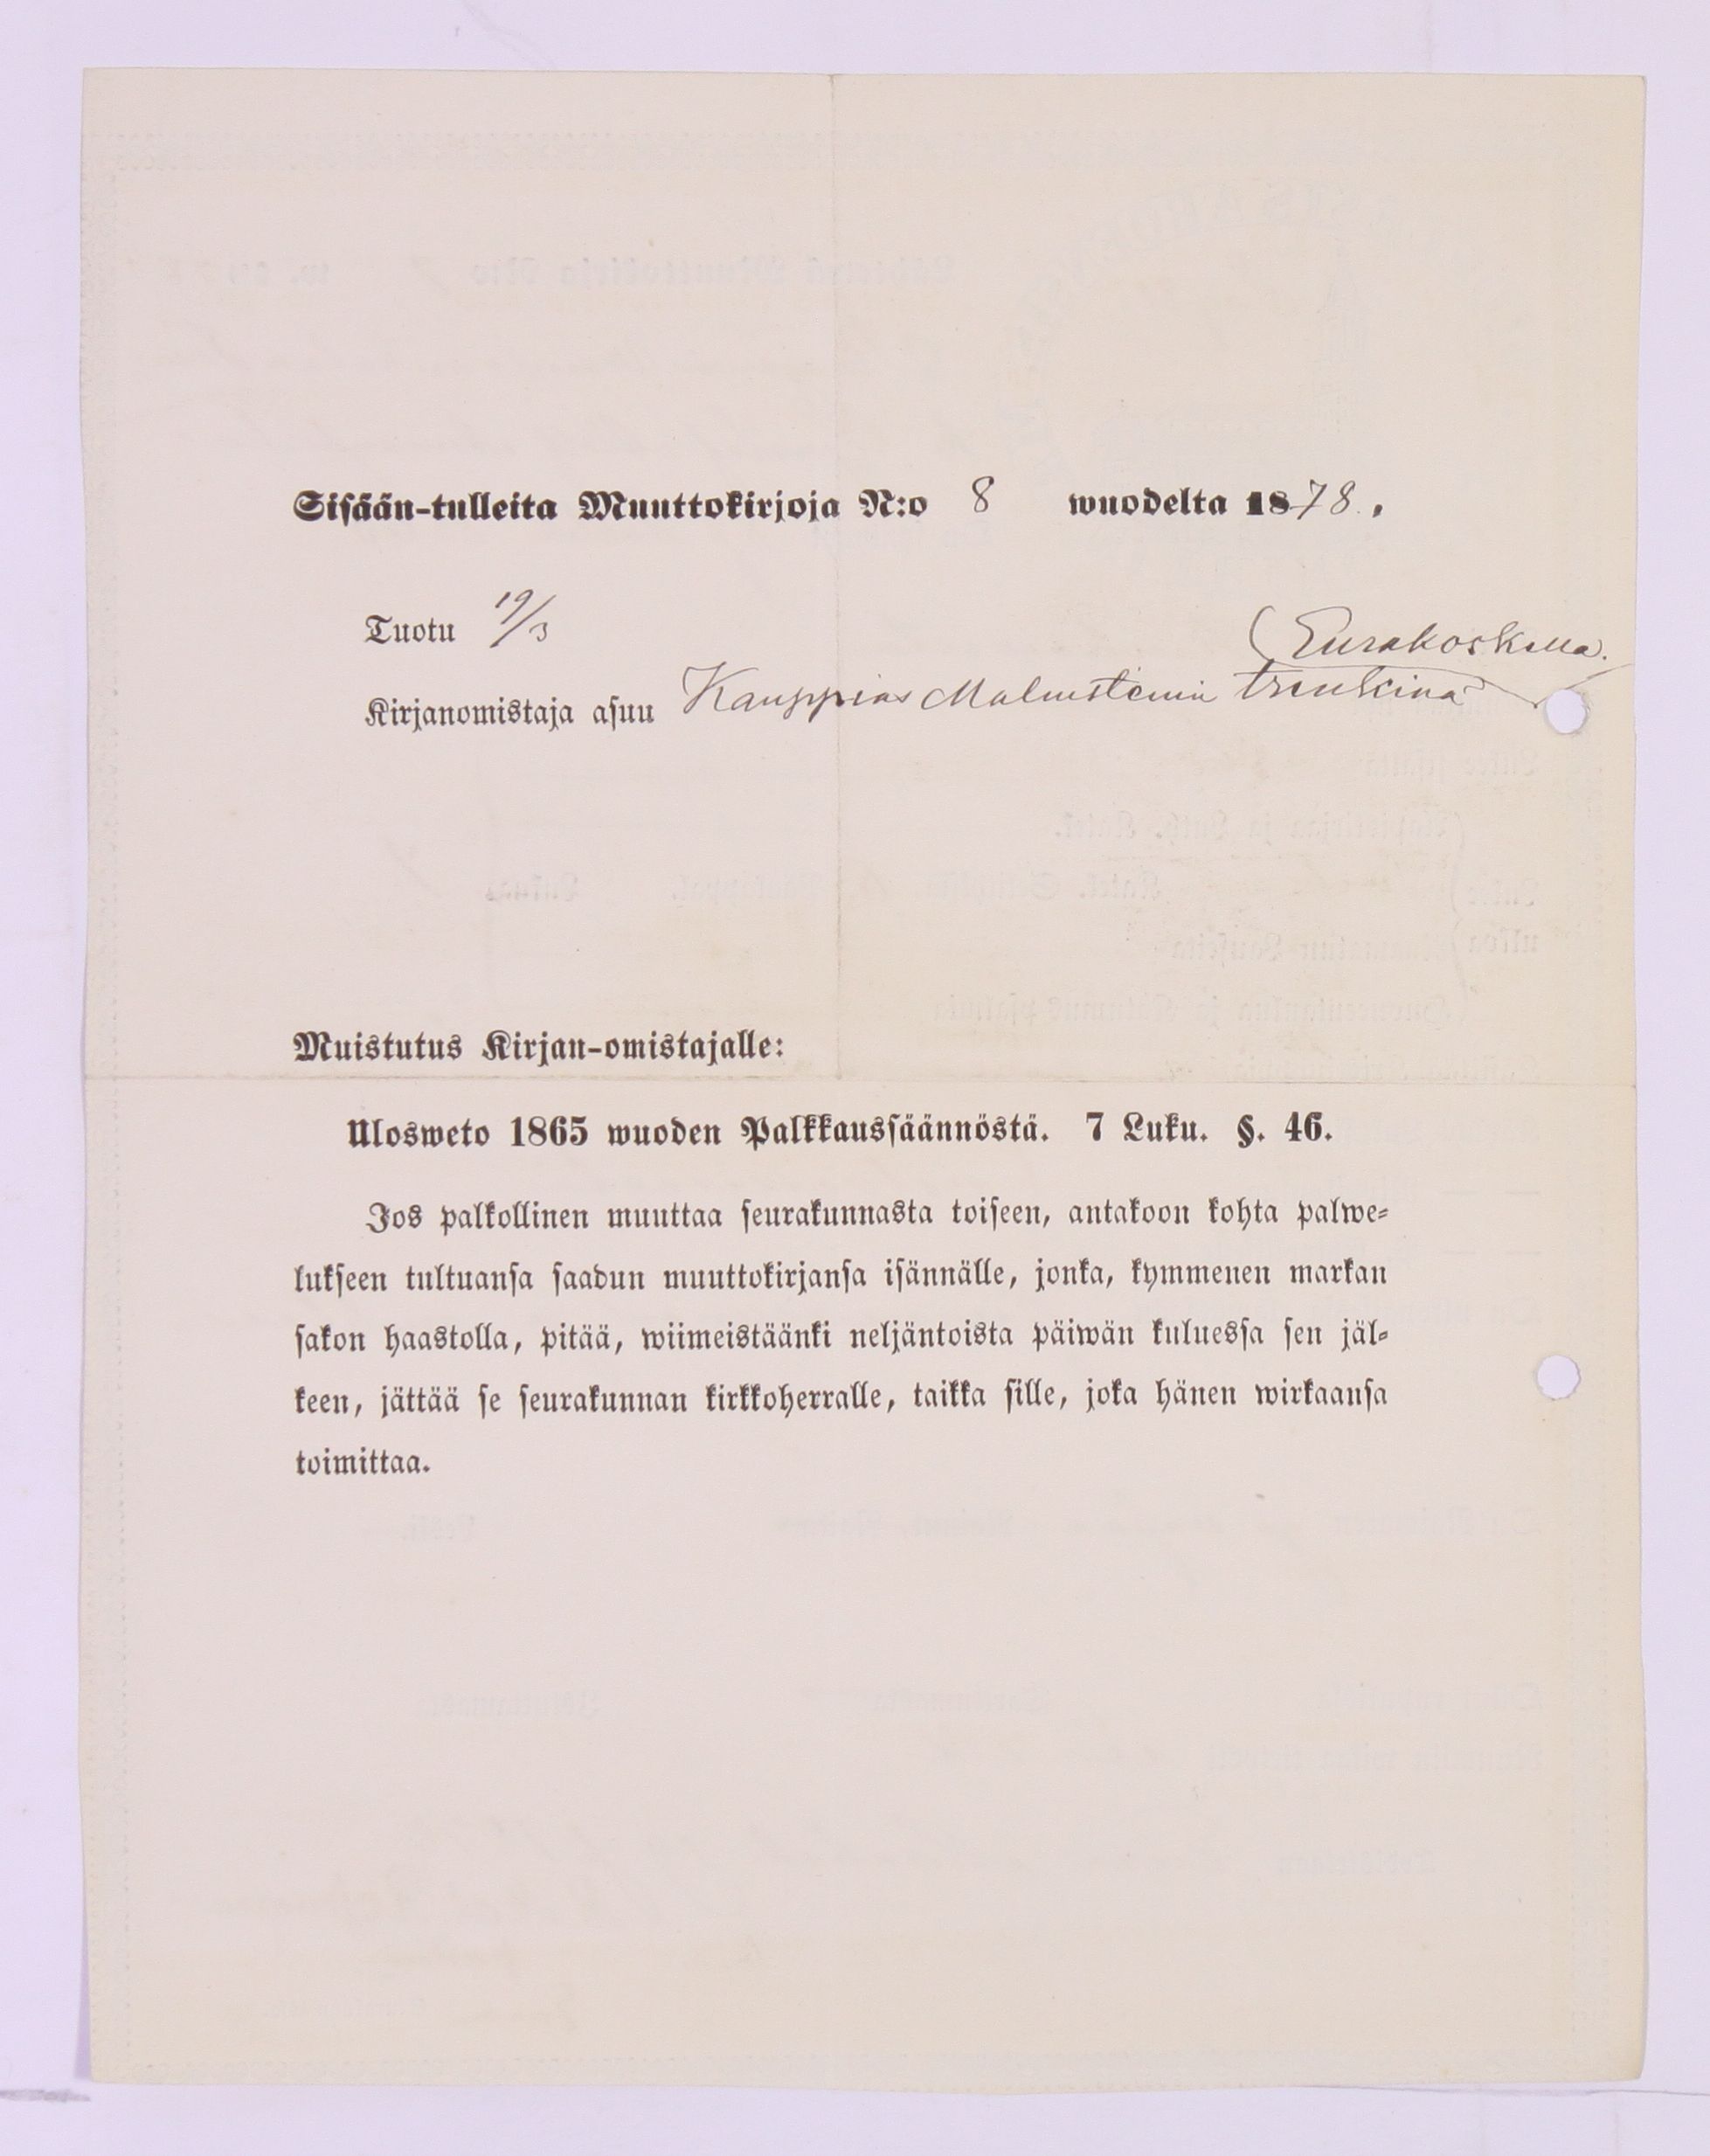 Sisään-tulleita Muuttokirjoja N:o 8 wuodelta 1878.
Tuotu 19/3
(Eurakoskella.
Kirjanomistaja asuu Kauppias Malmstemin trenkinä
Muistutus Kirjan-omistajalle:
Ulosweto 1865 wuoden Palkkaussäännöstä. 7 Luku. §. 46.
Jos palkollinen muuttaa seurakunnasta toiseen, antakoon kohta palwe-
lukseen tultuansa saadun muuttokirjansa isännälle, jonka, kymmenen markan
sakon haastolla, pitää, wiimeistäänki neljäntoista päiwän kuluessa sen jäl-
keen, jättää se seurakunnan kirkkoherralle, taikka sille, joka hänen wirkaansa
toimittaa.